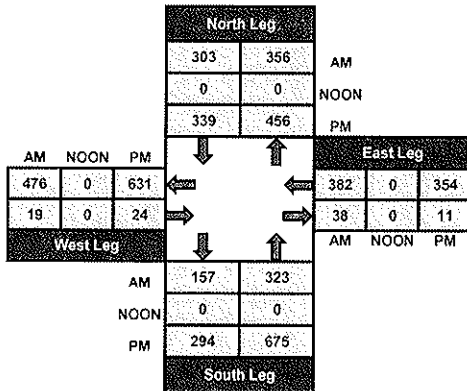 North Leg
303 356 AM
0 0 NOON
339 456 PM
AM NOON PM
East Leg
476 0 631
382 0 354
19 0 24
38 0 11
West Leg
AM NOON PM
AM 157 323
NOON 0 0
PM 294 675
South Leg